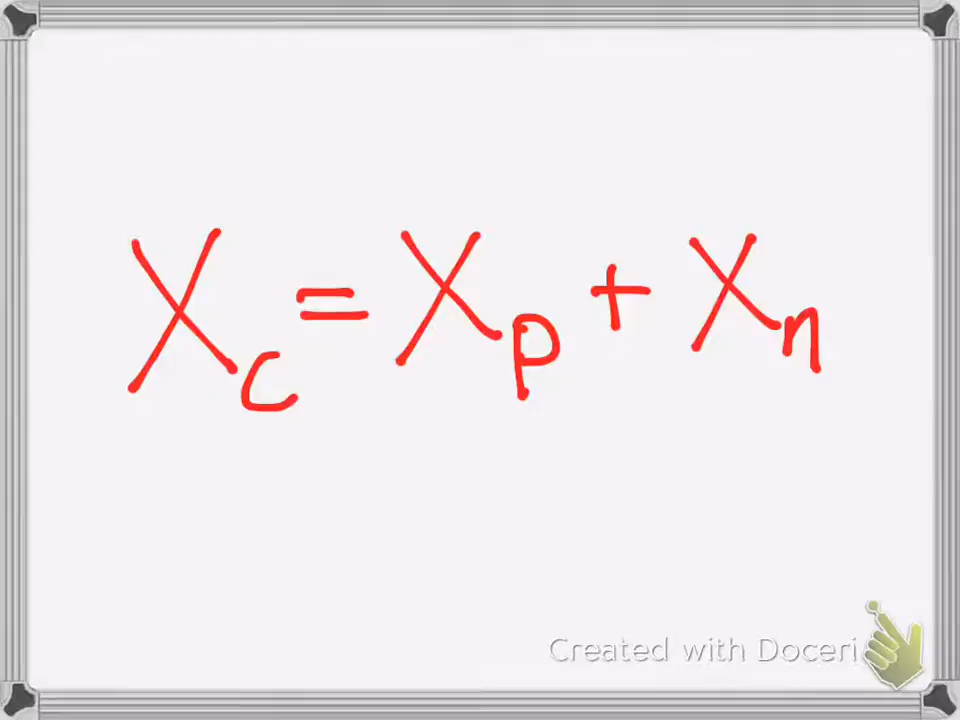 Xc = Xp + Xn
Created with Doceri